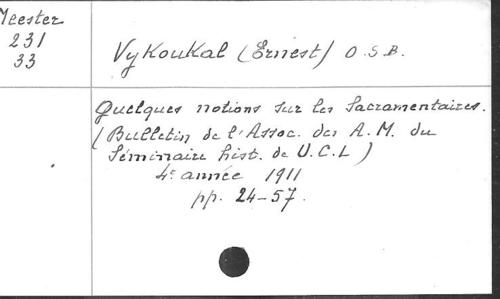 Meester
231
33
Vykoukal (Ernest) O.S.B.
Quelques notions sur les Sacramentaires.
(Bulletin de l'Assoc. des A.M. du
Séminaire hist. de U.C.L)
4e année 1911
pp. 24-57.